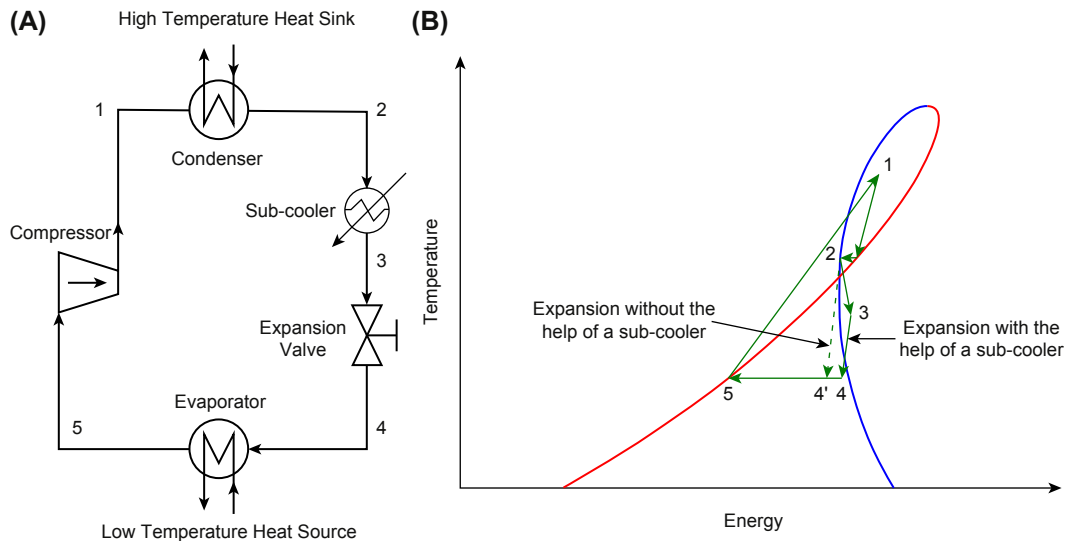 (A)
High Temperature Heat Sink
1
2
Condenser
Sub-cooler
Compressor
3
Expansion
Valve
Evaporator
5
4
Low Temperature Heat Source
(B)
Temperature
1
2
3
Expansion without the
help of a sub-cooler
Expansion with the
help of a sub-cooler
5
4'
4
Energy